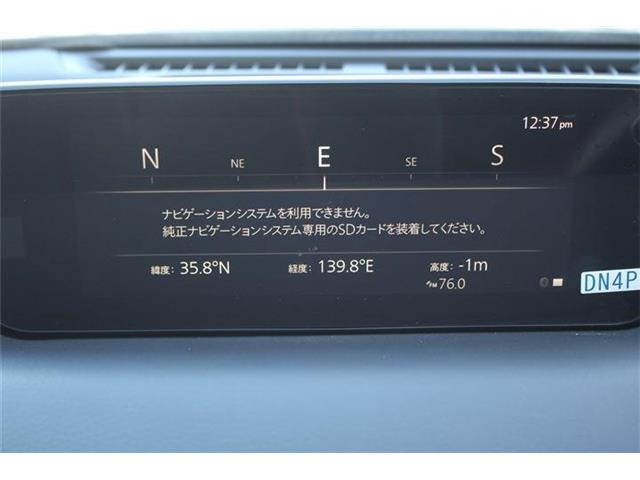 12:37pm
N NE E SE S
ナビゲーションシステムを利用できません。
純正ナビゲーションシステム専用のSDカードを装着してください。
緯度: 35.8°N 経度: 139.8°E 高度: -1m
FM 76.0
DN4P